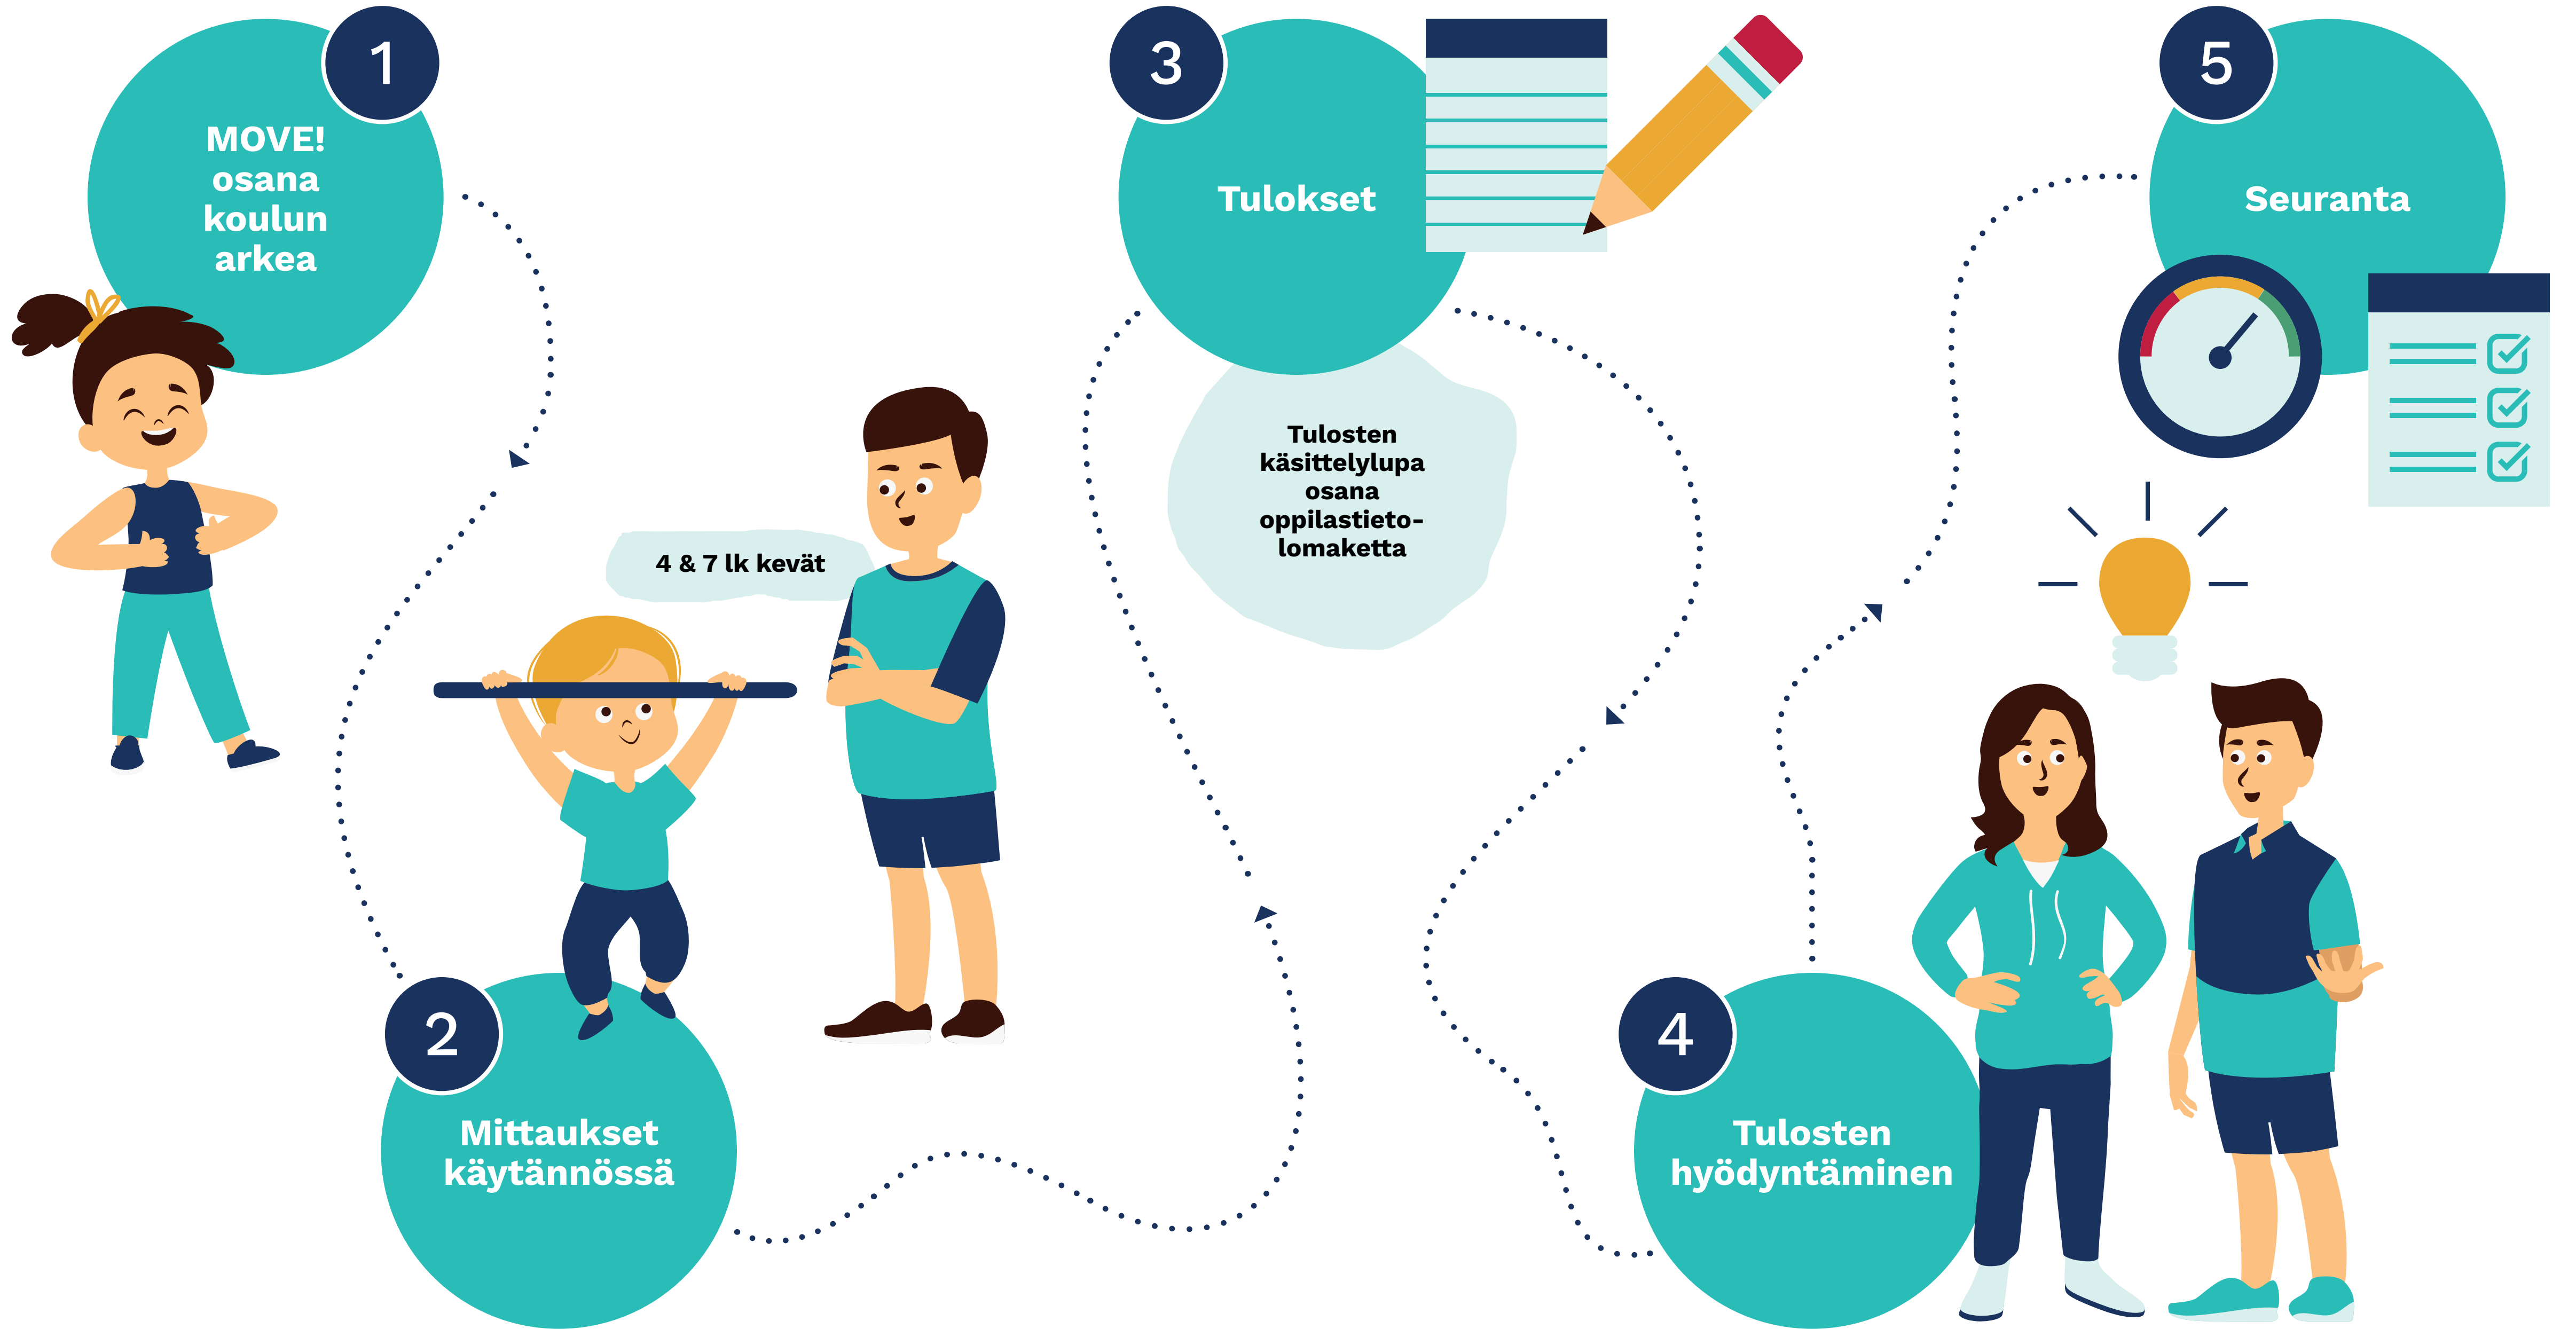 1
MOVE!
osana
koulun
arkea
2
Mittaukset
käytännössä
4 & 7 lk kevät
3
Tulokset
Tulosten
käsittelylupa
osana
oppilastieto-
lomaketta
4
Tulosten
hyödyntäminen
5
Seuranta